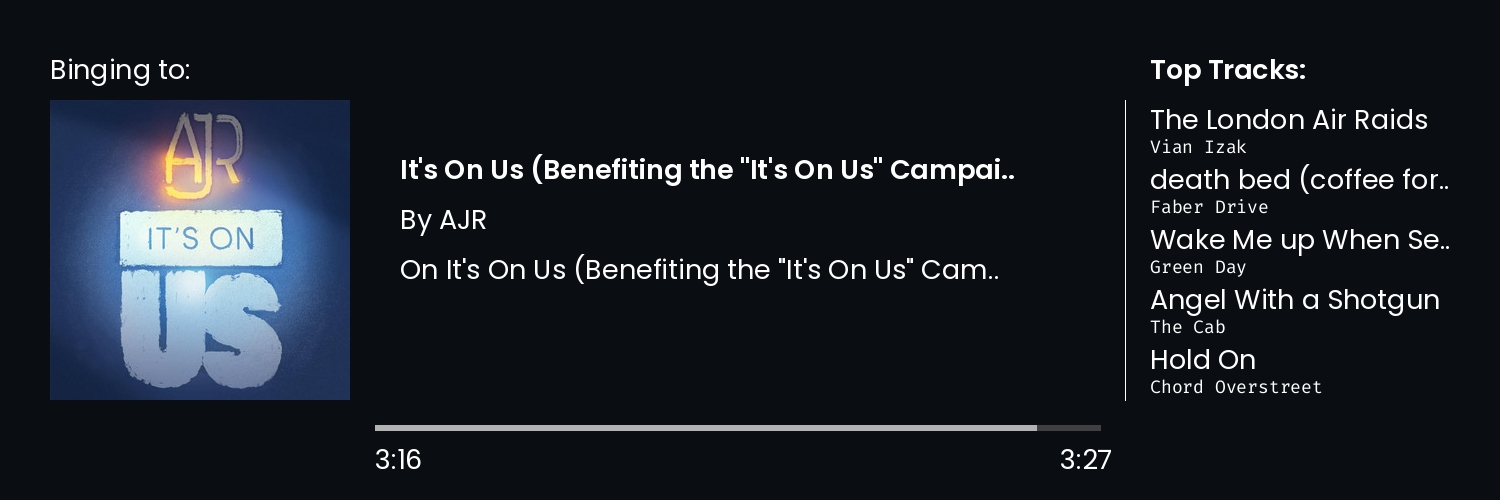 Binging to:
AJR
IT'S ON
US
It's On Us (Benefiting the "It's On Us" Campai..
By AJR
On It's On Us (Benefiting the "It's On Us" Cam..
3:16
3:27
Top Tracks:
The London Air Raids
Vian Izak
death bed (coffee for..
Faber Drive
Wake Me up When Se..
Green Day
Angel With a Shotgun
The Cab
Hold On
Chord Overstreet